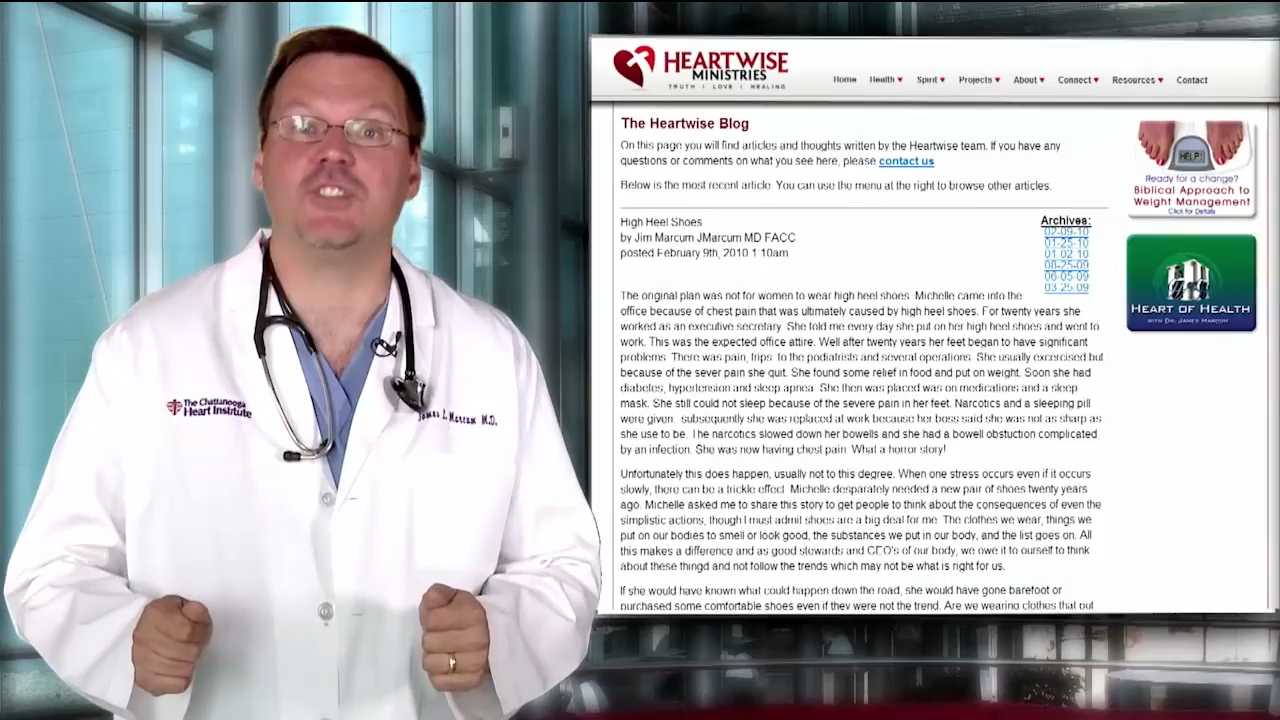 HEARTWISE
MINISTRIES
TRUTH | LOVE | HEALING
Home Health Spirit Projects About Connect Resources Contact
The Heartwise Blog
On this page you will find articles and thoughts written by the Heartwise team. If you have any
questions or comments on what you see here, please contact us
Below is the most recent article. You can use the menu at the right to browse other articles.
High Heel Shoes
by Jim Marcum JMarcum MD FACC
posted February 9th, 2010 1:10am
Archives:
02-09-10
01-25-10
01-02-10
08-25-09
06-05-09
03-25-09
The original plan was not for women to wear high heel shoes. Michelle came into the
office because of chest pain that was ultimately caused by high heel shoes. For twenty years she
worked as an executive secretary. She told me every day she put on her high heel shoes and went to
work. This was the expected office attire. Well after twenty years her feet began to have significant
problems. There was pain, trips to the podiatrists and several operations. She usually excercised but
because of the sever pain she quit. She found some relief in food and put on weight. Soon she had
diabetes, hypertension and sleep apnea. She then was placed was on medications and a sleep
mask. She still could not sleep because of the severe pain in her feet. Narcotics and a sleeping pill
were given. subsequently she was replaced at work because her boss said she was not as sharp as
she use to be. The narcotics slowed down her bowells and she had a bowell obstuction complicated
by an infection. She was now having chest pain. What a horror story!
Unfortunately this does happen, usually not to this degree. When one stress occurs even if it occurs
slowly, there can be a trickle effect. Michelle desparately needed a new pair of shoes twenty years
ago. Michelle asked me to share this story to get people to think about the consequences of even the
simplistic actions, though I must admit shoes are a big deal for me. The clothes we wear, things we
put on our bodies to smell or look good, the substances we put in our body, and the list goes on. All
this makes a difference and as good stewards and CEO's of our body, we owe it to ourself to think
about these thingd and not follow the trends which may not be what is right for us.
If she would have known what could happen down the road, she would have gone barefoot or
purchased some comfortable shoes even if they were not the trend. Are we wearing clothes that put
HELP!
Ready for a change?
Biblical Approach to
Weight Management
Click for Details
HEART OF HEALTH
WITH DR. JAMES MARCUM
The Chattanooga
Heart Institute
James L. Marcum M.D.